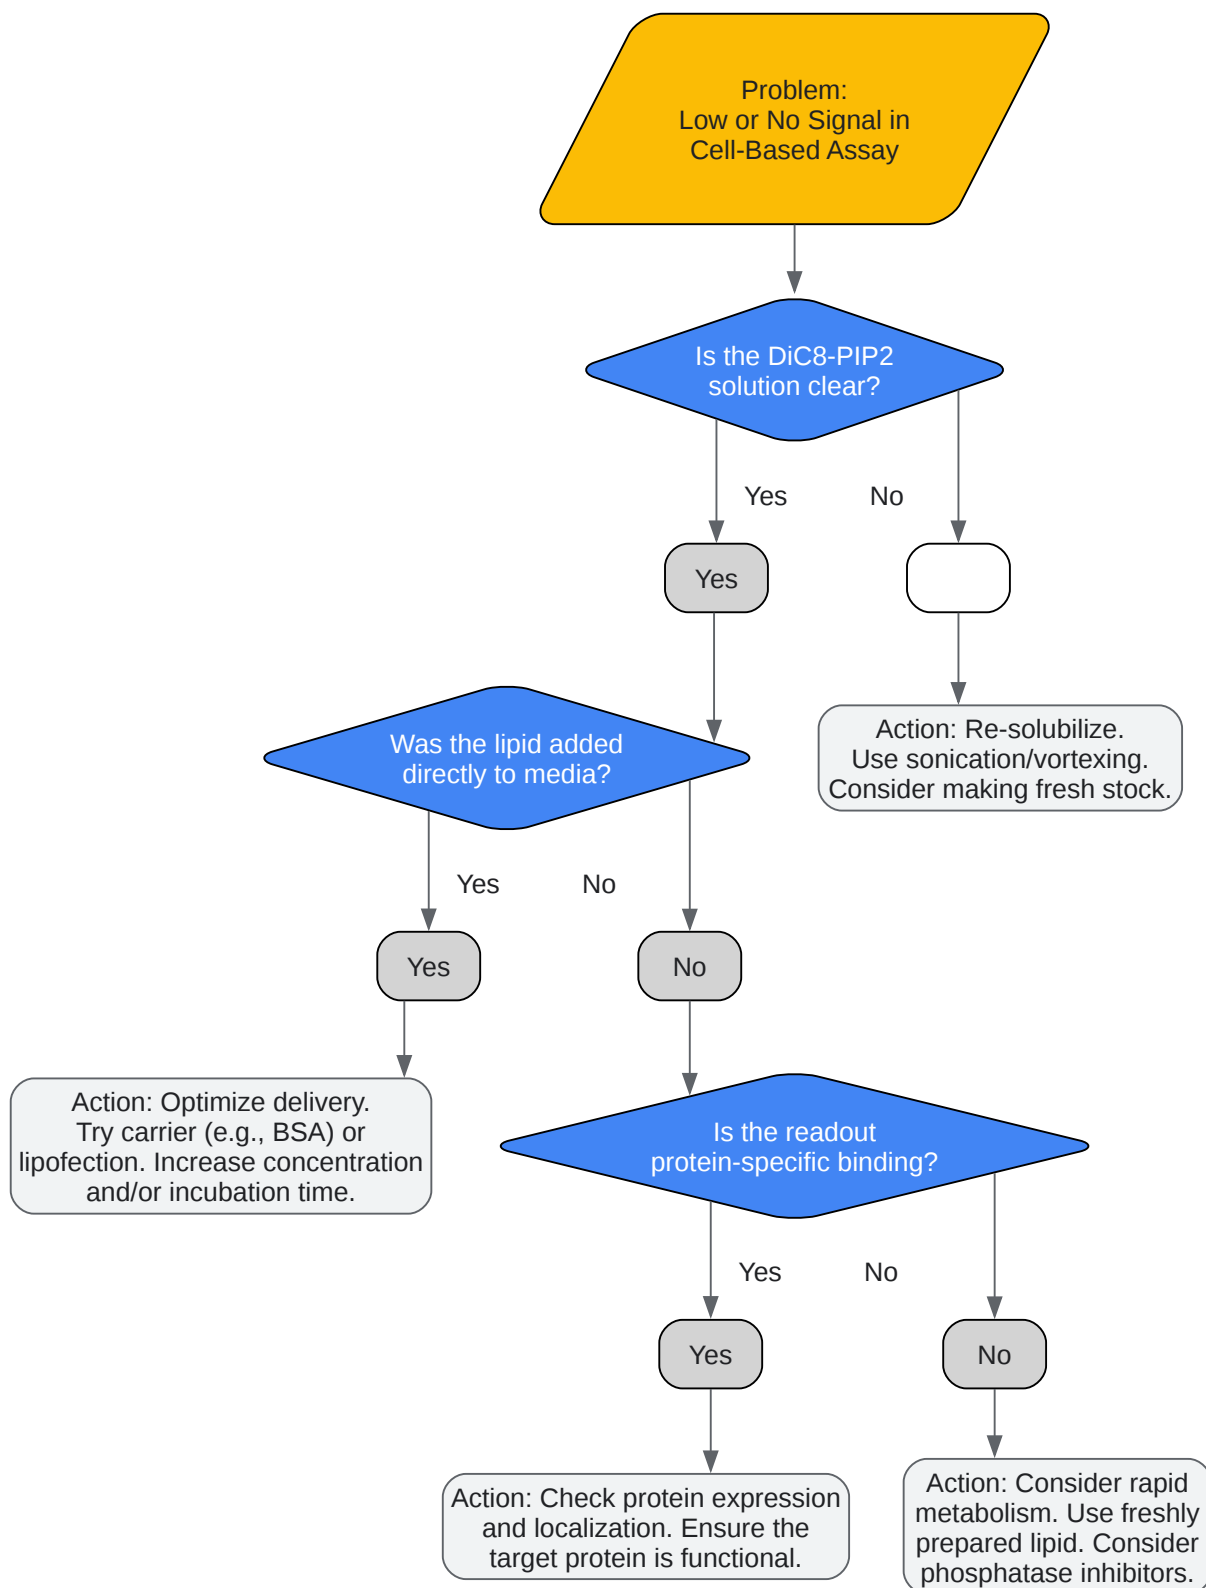 Problem:
Low or No Signal in
Cell-Based Assay
Is the DiC8-PIP2
solution clear?
Yes
No
Yes
Action: Re-solubilize.
Use sonication/vortexing.
Consider making fresh stock.
Was the lipid added
directly to media?
Yes
No
Yes
No
Action: Optimize delivery.
Try carrier (e.g., BSA) or
lipofection. Increase concentration
and/or incubation time.
Is the readout
protein-specific binding?
Yes
No
Yes
No
Action: Check protein expression
and localization. Ensure the
target protein is functional.
Action: Consider rapid
metabolism. Use freshly
prepared lipid. Consider
phosphatase inhibitors.